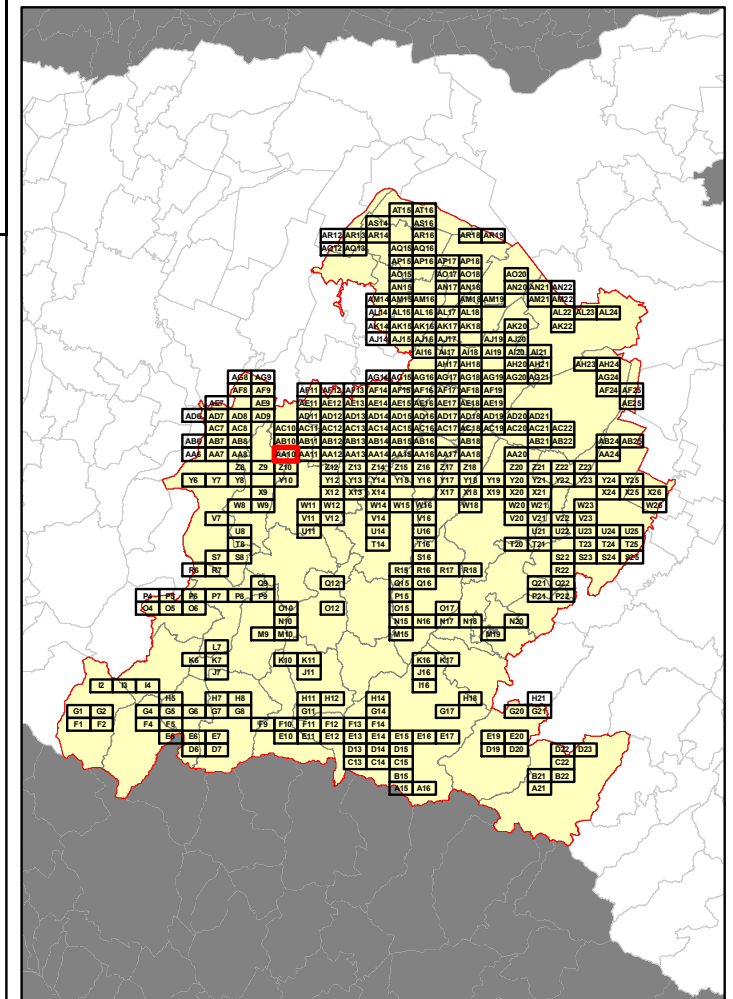 AT15 AT16
AS14 AS16
AR12 AR13 AR14 AR16 AR18 AR19
AQ12 AQ13 AQ15 AQ16
AP15 AP16 AP17 AP18
AO15 AO17 AO18 AO20
AN15 AN17 AN18 AN20 AN21 AN22
AM14 AM15 AM16 AM18 AM19 AM21 AM22
AL14 AL15 AL16 AL17 AL18 AL22 AL23 AL24
AK14 AK15 AK16 AK17 AK18 AK20 AK22
AJ14 AJ15 AJ16 AJ17 AJ19 AJ20
AI16 AI17 AI18 AI19 AI20 AI21
AH17 AH18 AH20 AH21 AH23 AH24
AG8 AG9 AG14 AG15 AG16 AG17 AG18 AG19 AG20 AG21 AG24
AF8 AF9 AF11 AF12 AF13 AF14 AF15 AF16 AF17 AF18 AF19 AF24 AF25
AE7 AE9 AE11 AE12 AE13 AE14 AE15 AE16 AE17 AE18 AE19 AE25
AD6 AD7 AD8 AD9 AD11 AD12 AD13 AD14 AD15 AD16 AD17 AD18 AD19 AD20 AD21
AC7 AC8 AC10 AC11 AC12 AC13 AC14 AC15 AC16 AC17 AC18 AC19 AC20 AC21 AC22
AB6 AB7 AB8 AB10 AB11 AB12 AB13 AB14 AB15 AB16 AB17 AB18 AB21 AB22 AB24 AB25
AA6 AA7 AA8 AA10 AA11 AA12 AA13 AA14 AA15 AA16 AA17 AA18 AA20 AA24
Z8 Z9 Z10 Z12 Z13 Z14 Z15 Z16 Z17 Z18 Z20 Z21 Z22 Z23
Y6 Y7 Y8 Y10 Y12 Y13 Y14 Y15 Y16 Y17 Y18 Y19 Y20 Y21 Y22 Y23 Y24 Y25
X9 X12 X13 X14 X17 X18 X19 X20 X21 X24 X25 X26
W8 W9 W11 W12 W14 W15 W16 W18 W20 W21 W23 W26
V7 V11 V12 V14 V16 V20 V21 V22 V23
U8 U11 U14 U16 U21 U22 U23 U24 U25
T8 T14 T16 T20 T21 T23 T24 T25
S7 S8 S16 S22 S23 S24 S25
R6 R7 R15 R16 R17 R18 R22
Q9 Q12 Q15 Q16 Q21 Q22
P4 P5 P6 P7 P8 P9 P15 P21 P22
O4 O5 O6 O10 O12 O15 O17
N10 N15 N16 N17 N18 N20
M9 M10 M15 M19
L7
K6 K7 K10 K11 K16 K17
J7 J11 J16
I2 I3 I4 I16
H5 H7 H8 H11 H12 H14 H18 H21
G1 G2 G4 G5 G6 G7 G8 G11 G14 G17 G20 G21
F1 F2 F4 F5 F9 F10 F11 F12 F13 F14
E5 E6 E7 E10 E11 E12 E13 E14 E15 E16 E17 E19 E20
D6 D7 D13 D14 D15 D19 D20 D22 D23
C13 C14 C15 C22
B15 B21 B22
A15 A16 A21